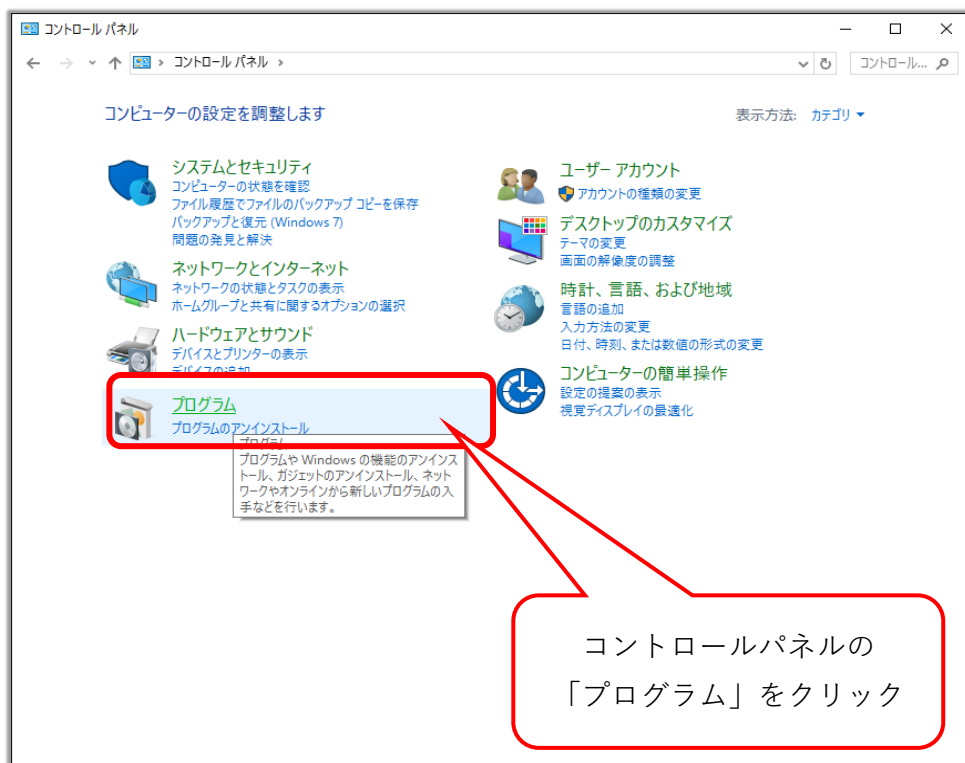 コントロール パネル
コントロール パネル
コントロール...
コンピューターの設定を調整します
表示方法: カテゴリ
システムとセキュリティ
コンピューターの状態を確認
ファイル履歴でファイルのバックアップ コピーを保存
バックアップと復元 (Windows 7)
問題の発見と解決
ネットワークとインターネット
ネットワークの状態とタスクの表示
ホームグループと共有に関するオプションの選択
ハードウェアとサウンド
デバイスとプリンターの表示
デバイスの追加
プログラム
プログラムのアンインストール
プログラム
プログラムや Windows の機能のアンインス
トール、ガジェットのアンインストール、ネット
ワークやオンラインから新しいプログラムの入
手などを行います。
ユーザー アカウント
アカウントの種類の変更
デスクトップのカスタマイズ
テーマの変更
画面の解像度の調整
時計、言語、および地域
言語の追加
入力方法の変更
日付、時刻、または数値の形式の変更
コンピューターの簡単操作
設定の提案の表示
視覚ディスプレイの最適化
コントロールパネルの
「プログラム」をクリック